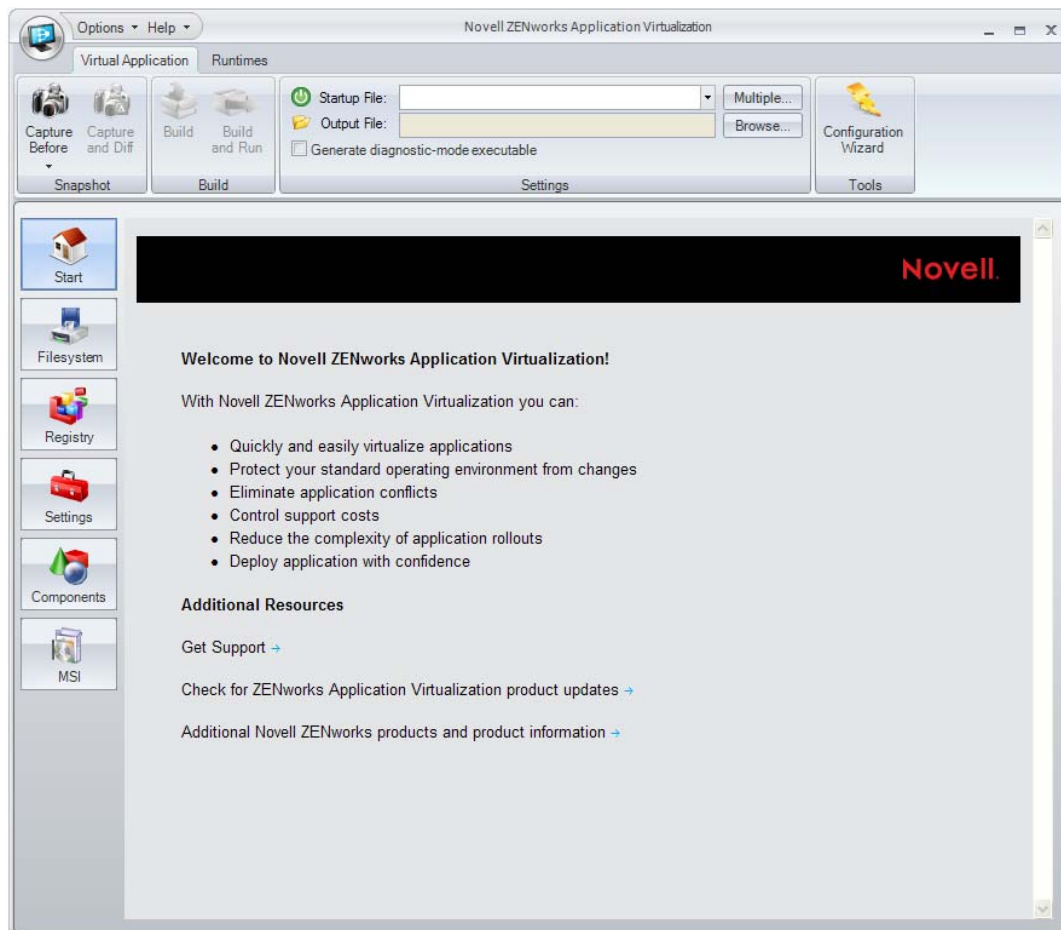 Options Help
Novell ZENworks Application Virtualization
Virtual Application Runtimes
Capture Before
Capture and Diff
Snapshot
Build
Build and Run
Build
Startup File:
Multiple...
Output File:
Browse...
Generate diagnostic-mode executable
Settings
Configuration Wizard
Tools
Start
Filesystem
Registry
Settings
Components
MSI
Novell.
Welcome to Novell ZENworks Application Virtualization!
With Novell ZENworks Application Virtualization you can:
• Quickly and easily virtualize applications
• Protect your standard operating environment from changes
• Eliminate application conflicts
• Control support costs
• Reduce the complexity of application rollouts
• Deploy application with confidence
Additional Resources
Get Support →
Check for ZENworks Application Virtualization product updates →
Additional Novell ZENworks products and product information →